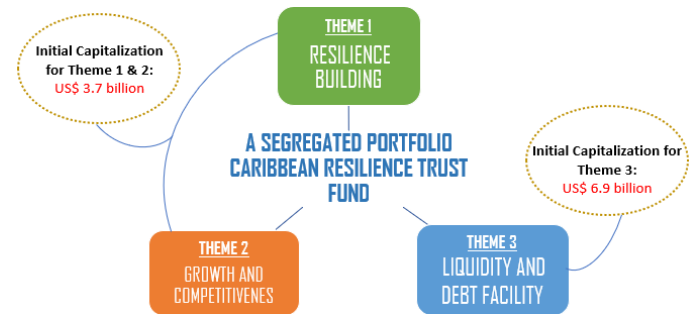 THEME 1
RESILIENCE
BUILDING
Initial Capitalization
for Theme 1 & 2:
US$ 3.7 billion
A SEGREGATED PORTFOLIO
CARIBBEAN RESILIENCE TRUST
FUND
Initial Capitalization for
Theme 3:
US$ 6.9 billion
THEME 2
GROWTH AND
COMPETITIVENES
THEME 3
LIQUIDITY AND
DEBT FACILITY